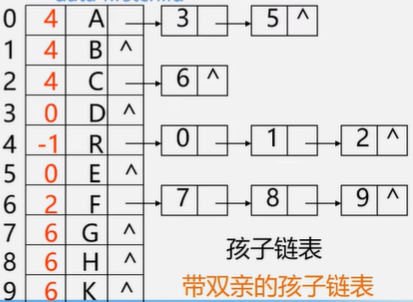 0 4 A 3 5 ^
1 4 B ^
2 4 C 6 ^
3 0 D ^
4 -1 R 0 1 2 ^
5 0 E ^
6 2 F 7 8 9 ^
7 6 G ^
8 6 H ^
9 6 K ^
孩子链表
带双亲的孩子链表